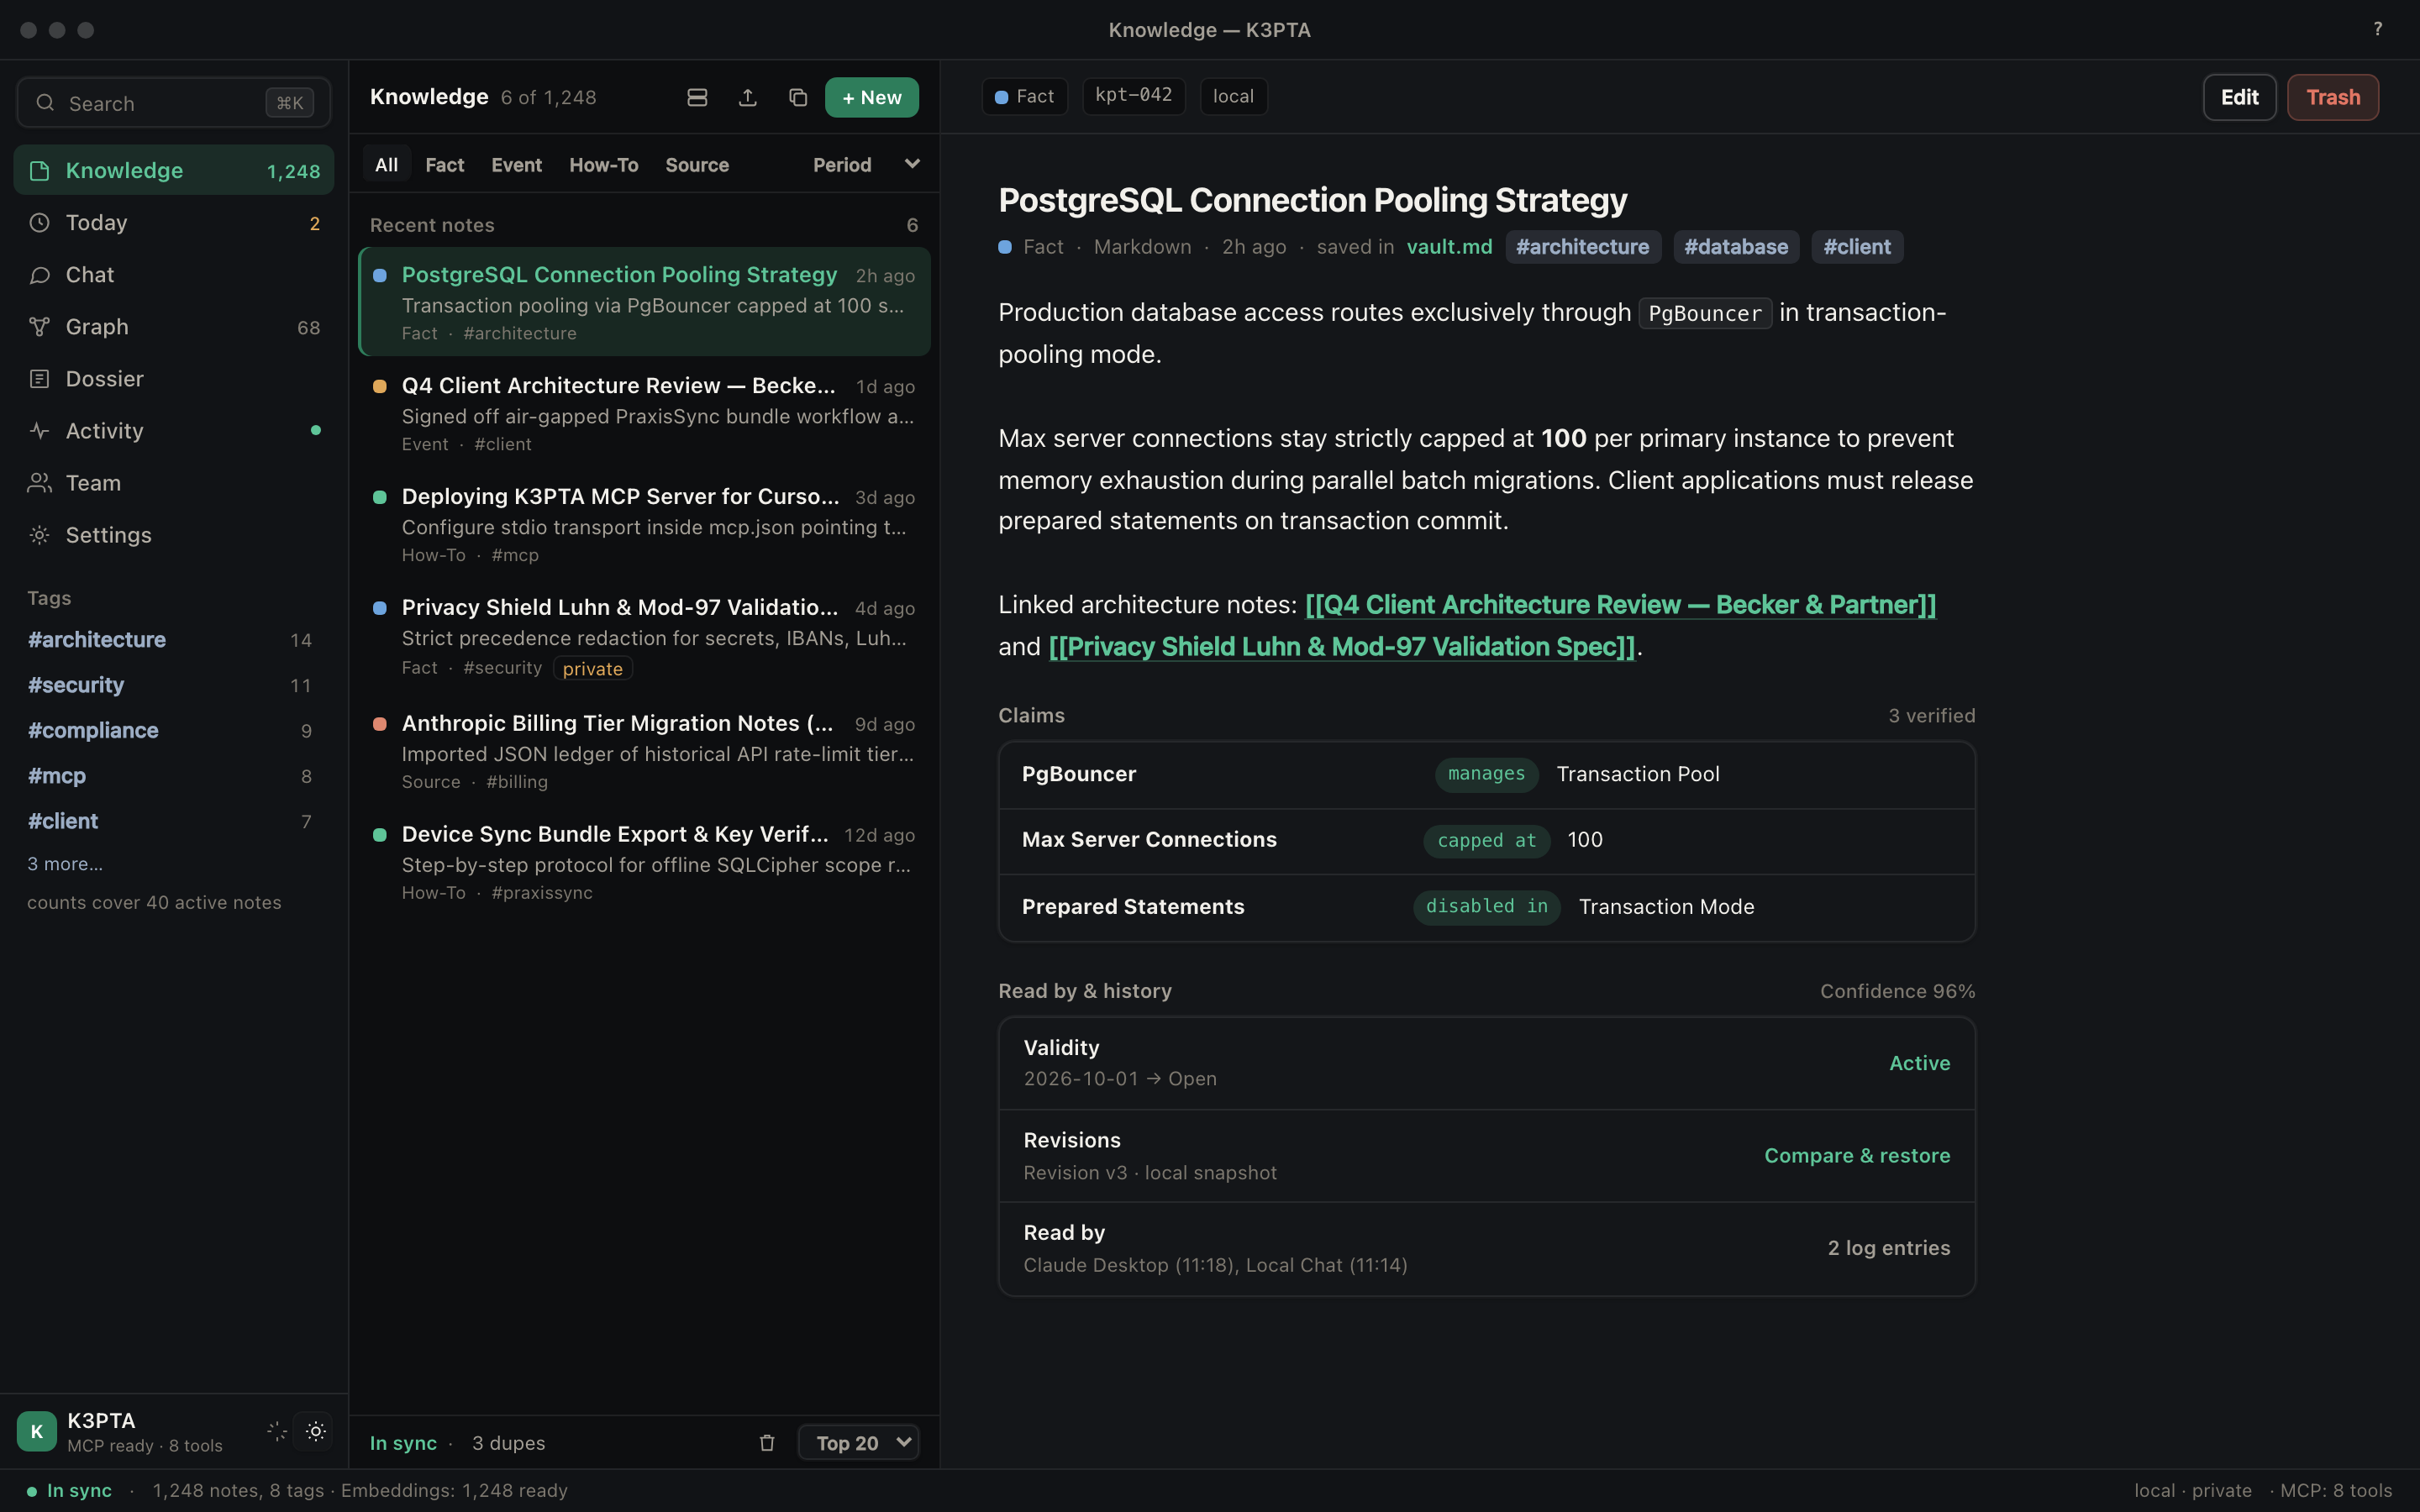 Knowledge — K3PTA
?
Search ⌘K
Knowledge 1,248
Today 2
Chat
Graph 68
Dossier
Activity
Team
Settings
Tags
#architecture 14
#security 11
#compliance 9
#mcp 8
#client 7
3 more...
counts cover 40 active notes
K
K3PTA
MCP ready · 8 tools
Knowledge 6 of 1,248
+ New
All Fact Event How-To Source Period
Recent notes 6
PostgreSQL Connection Pooling Strategy 2h ago
Transaction pooling via PgBouncer capped at 100 s...
Fact · #architecture
Q4 Client Architecture Review — Becke... 1d ago
Signed off air-gapped PraxisSync bundle workflow a...
Event · #client
Deploying K3PTA MCP Server for Curso... 3d ago
Configure stdio transport inside mcp.json pointing t...
How-To · #mcp
Privacy Shield Luhn & Mod-97 Validatio... 4d ago
Strict precedence redaction for secrets, IBANs, Luh...
Fact · #security private
Anthropic Billing Tier Migration Notes (... 9d ago
Imported JSON ledger of historical API rate-limit tier...
Source · #billing
Device Sync Bundle Export & Key Verif... 12d ago
Step-by-step protocol for offline SQLCipher scope r...
How-To · #praxissync
In sync · 3 dupes Top 20
Fact kpt-042 local Edit Trash
PostgreSQL Connection Pooling Strategy
Fact · Markdown · 2h ago · saved in vault.md #architecture #database #client
Production database access routes exclusively through PgBouncer in transaction-
pooling mode.
Max server connections stay strictly capped at 100 per primary instance to prevent
memory exhaustion during parallel batch migrations. Client applications must release
prepared statements on transaction commit.
Linked architecture notes: [[Q4 Client Architecture Review — Becker & Partner]]
and [[Privacy Shield Luhn & Mod-97 Validation Spec]].
Claims 3 verified
PgBouncer manages Transaction Pool
Max Server Connections capped at 100
Prepared Statements disabled in Transaction Mode
Read by & history Confidence 96%
Validity
2026-10-01 → Open
Active
Revisions
Revision v3 · local snapshot
Compare & restore
Read by
Claude Desktop (11:18), Local Chat (11:14)
2 log entries
In sync · 1,248 notes, 8 tags · Embeddings: 1,248 ready
local · private · MCP: 8 tools